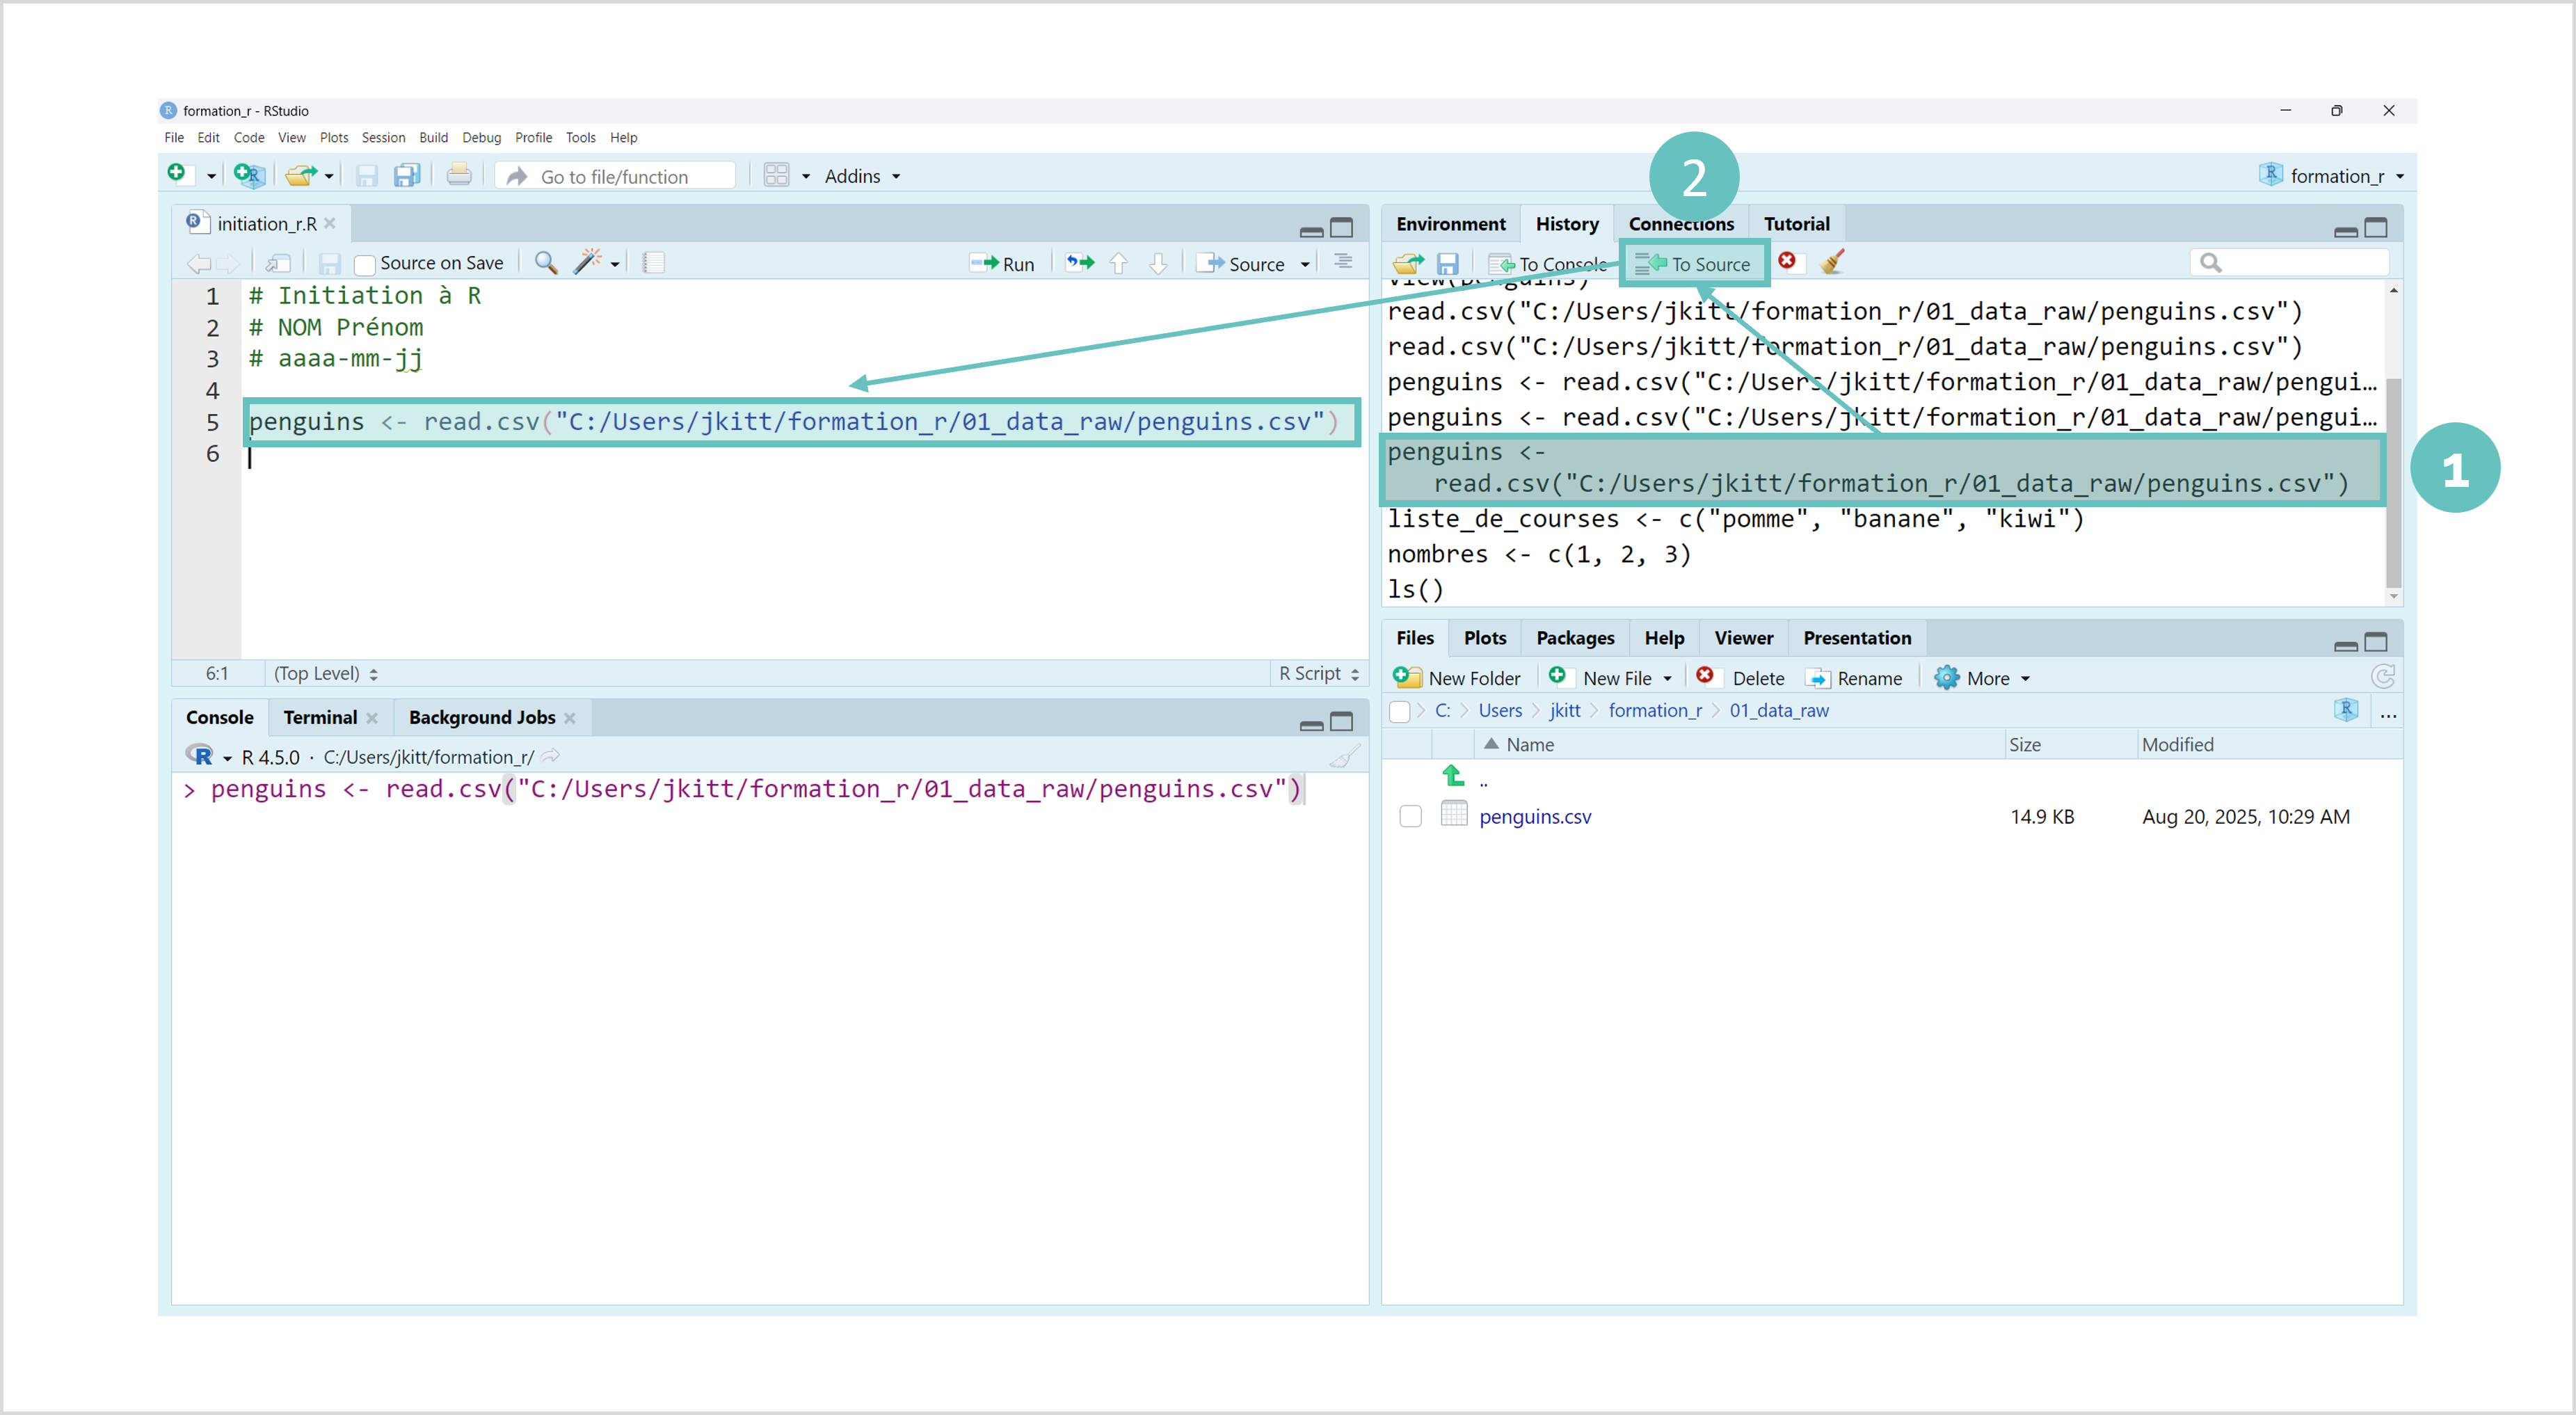 formation_r - RStudio
File Edit Code View Plots Session Build Debug Profile Tools Help
Go to file/function Addins formation_r
2
initiation_r.R
Source on Save Run Source
1 # Initiation à R
2 # NOM Prénom
3 # aaaa-mm-jj
4
5 penguins <- read.csv("C:/Users/jkitt/formation_r/01_data_raw/penguins.csv")
6
6:1 (Top Level) R Script
Environment History Connections Tutorial
To Console To Source
View(penguins)
read.csv("C:/Users/jkitt/formation_r/01_data_raw/penguins.csv")
read.csv("C:/Users/jkitt/formation_r/01_data_raw/penguins.csv")
penguins <- read.csv("C:/Users/jkitt/formation_r/01_data_raw/pengui…
penguins <- read.csv("C:/Users/jkitt/formation_r/01_data_raw/pengui…
penguins <-
read.csv("C:/Users/jkitt/formation_r/01_data_raw/penguins.csv")
1
liste_de_courses <- c("pomme", "banane", "kiwi")
nombres <- c(1, 2, 3)
ls()
Console Terminal Background Jobs
R 4.5.0 · C:/Users/jkitt/formation_r/
> penguins <- read.csv("C:/Users/jkitt/formation_r/01_data_raw/penguins.csv")
Files Plots Packages Help Viewer Presentation
New Folder New File Delete Rename More
C: Users jkitt formation_r 01_data_raw ...
Name Size Modified
..
penguins.csv 14.9 KB Aug 20, 2025, 10:29 AM